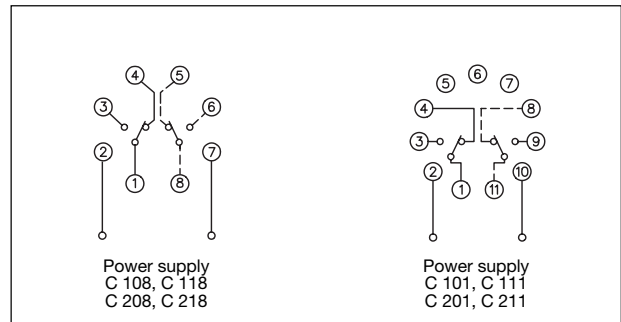 ④ ⑤
③ ⑥
② ⑦
① ⑧
Power supply
C 108, C 118
C 208, C 218
⑥
⑤ ⑦
④ ⑧
③ ⑨
② ⑩
① ⑪
Power supply
C 101, C 111
C 201, C 211